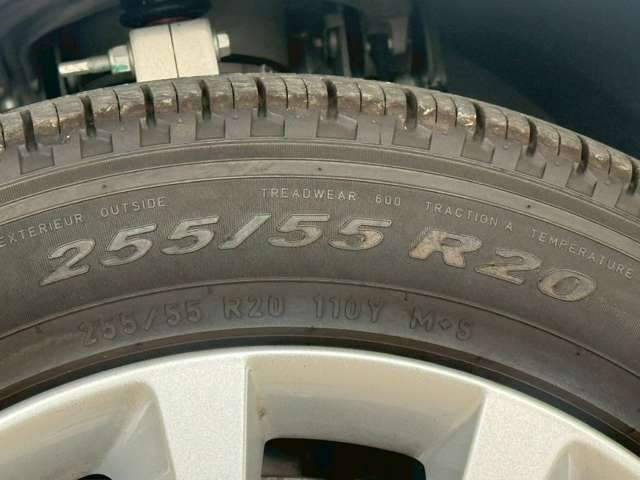 EXTERIEUR OUTSIDE TREADWEAR 600 TRACTION A TEMPERATURE
255/55 R20
255/55 R20 110Y M+S